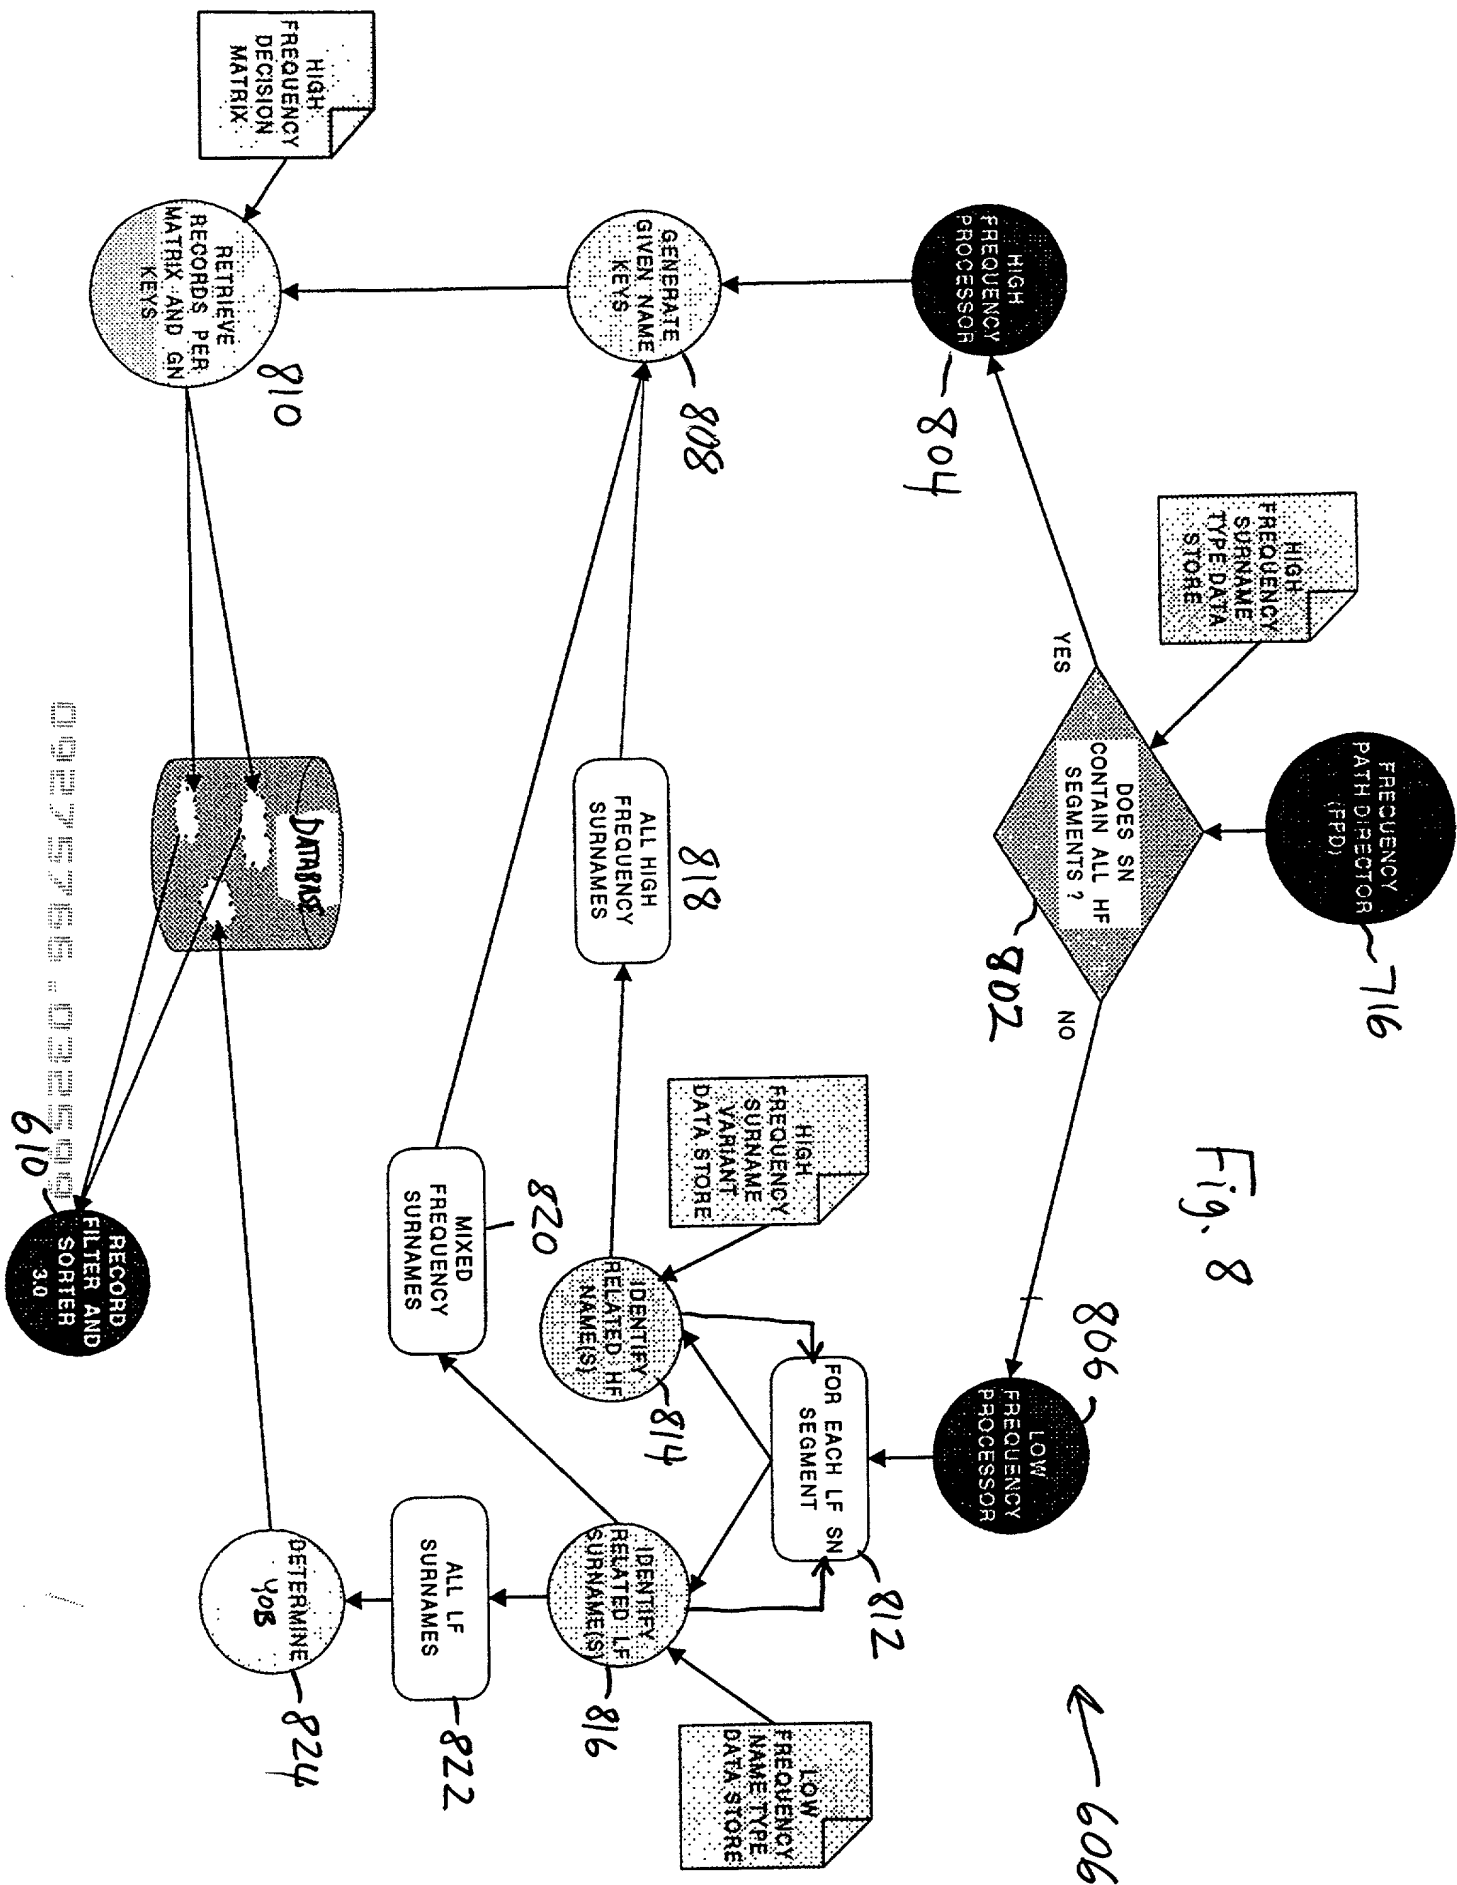 Fig. 8
606
FREQUENCY
PATH DIRECTOR
(FPD)
716
HIGH
FREQUENCY
SURNAME
TYPE DATA
STORE
DOES SN
CONTAIN ALL HF
SEGMENTS ?
802
YES
NO
HIGH
FREQUENCY
PROCESSOR
804
LOW
FREQUENCY
PROCESSOR
806
FOR EACH LF SN
SEGMENT
812
HIGH
FREQUENCY
SURNAME
VARIANT
DATA STORE
LOW
FREQUENCY
NAME TYPE
DATA STORE
GENERATE
GIVEN NAME
KEYS
808
ALL HIGH
FREQUENCY
SURNAMES
818
IDENTIFY
RELATED HF
NAME(S)
814
IDENTIFY
RELATED LF
SURNAME(S)
816
MIXED
FREQUENCY
SURNAMES
820
ALL LF
SURNAMES
822
HIGH
FREQUENCY
DECISION
MATRIX
RETRIEVE
RECORDS PER
MATRIX AND GN
KEYS
810
DATABASE
DETERMINE
YOB
824
RECORD
FILTER AND
SORTER
3.0
610
09275766.032599